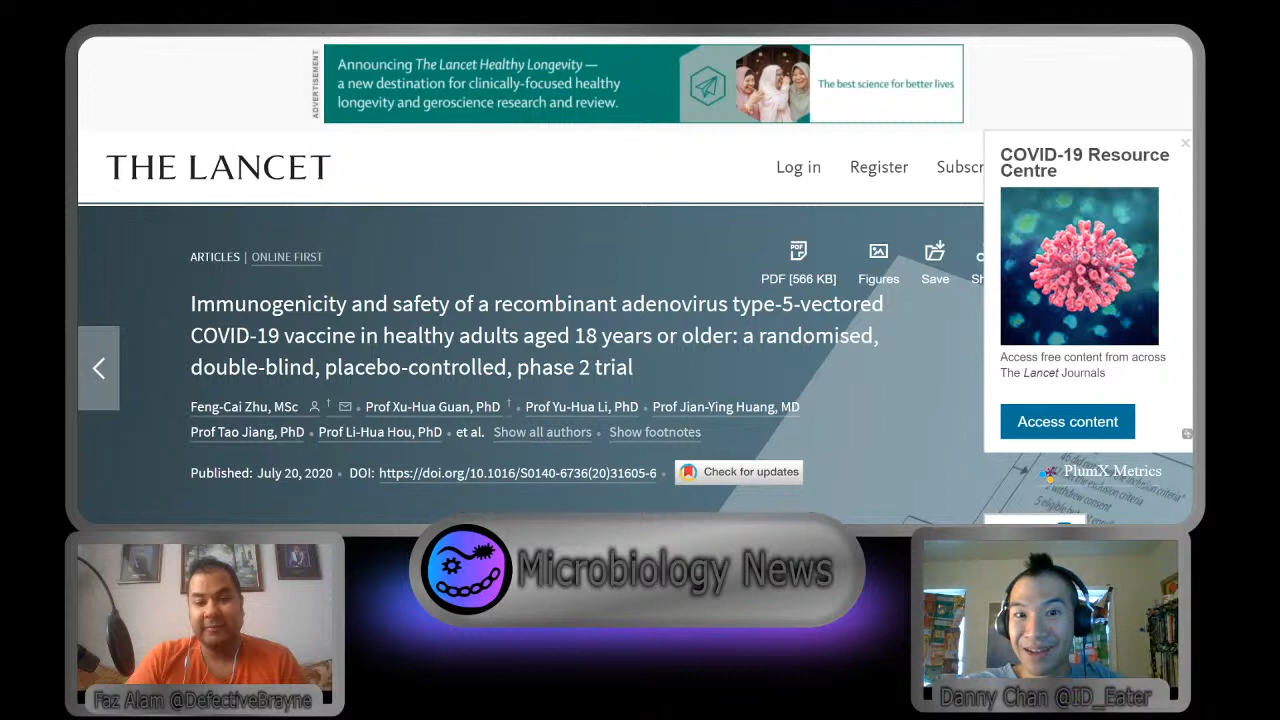 ADVERTISEMENT
Announcing The Lancet Healthy Longevity —
a new destination for clinically-focused healthy
longevity and geroscience research and review.
The best science for better lives
THE LANCET
Log in Register Subscr
COVID-19 Resource
Centre
Access free content from across
The Lancet Journals
Access content
ARTICLES | ONLINE FIRST
PDF
PDF [566 KB] Figures Save Sh
Immunogenicity and safety of a recombinant adenovirus type-5-vectored
COVID-19 vaccine in healthy adults aged 18 years or older: a randomised,
double-blind, placebo-controlled, phase 2 trial
Feng-Cai Zhu, MSc † • Prof Xu-Hua Guan, PhD † • Prof Yu-Hua Li, PhD • Prof Jian-Ying Huang, MD
Prof Tao Jiang, PhD • Prof Li-Hua Hou, PhD • et al. Show all authors • Show footnotes
Published: July 20, 2020 • DOI: https://doi.org/10.1016/S0140-6736(20)31605-6 • Check for updates
PlumX Metrics
withdrew consent
Microbiology News
Faz Alam @DefectiveBrayne
Danny Chan @ID_Eater